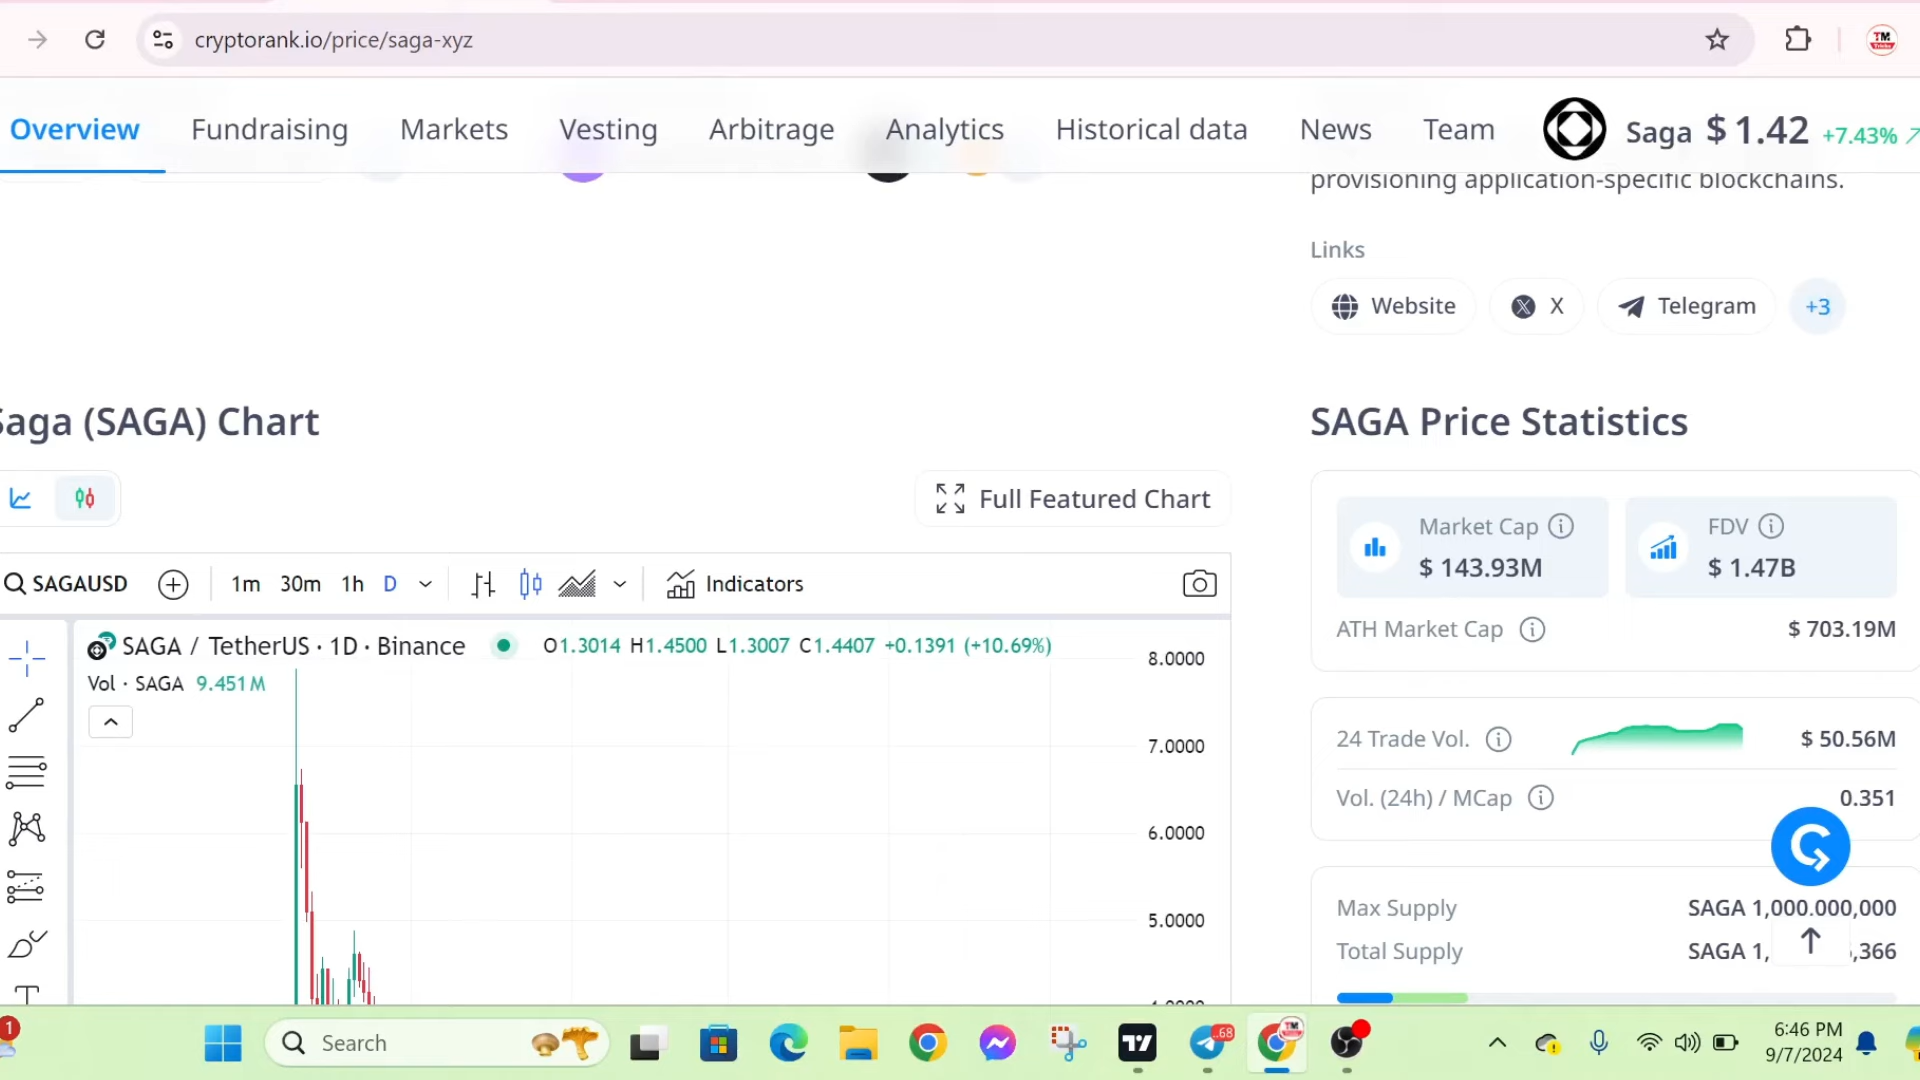 cryptorank.io/price/saga-xyz
Overview Fundraising Markets Vesting Arbitrage Analytics Historical data News Team Saga $ 1.42 +7.43%
provisioning application-specific blockchains.
Links
Website X Telegram +3
Saga (SAGA) Chart
SAGA Price Statistics
Full Featured Chart
Market Cap
$ 143.93M
FDV
$ 1.47B
SAGAUSD 1m 30m 1h D Indicators
ATH Market Cap $ 703.19M
SAGA / TetherUS · 1D · Binance O1.3014 H1.4500 L1.3007 C1.4407 +0.1391 (+10.69%)
Vol · SAGA 9.451M
8.0000
7.0000
6.0000
5.0000
24 Trade Vol. $ 50.56M
Vol. (24h) / MCap 0.351
Max Supply SAGA 1,000.000,000
Total Supply SAGA 1, ,366
1
Search
68
TM
6:46 PM
9/7/2024